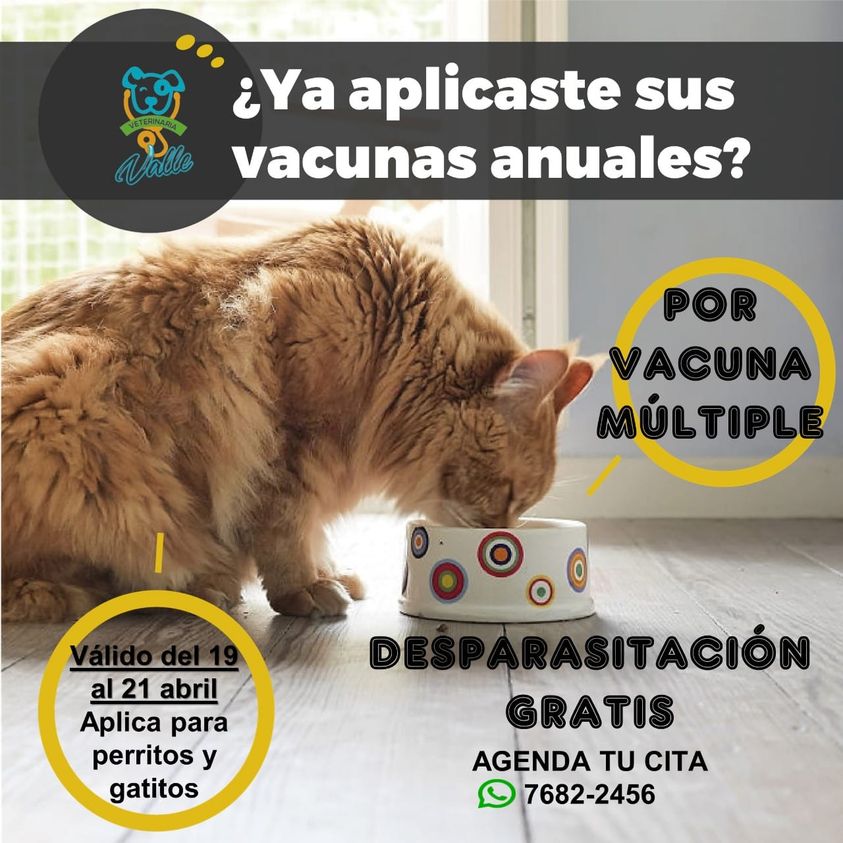 ¿Ya aplicaste sus
vacunas anuales?
VETERINARIA
Valle
POR
VACUNA
MÚLTIPLE
Válido del 19
al 21 abril
Aplica para
perritos y
gatitos
DESPARASITACIÓN
GRATIS
AGENDA TU CITA
7682-2456